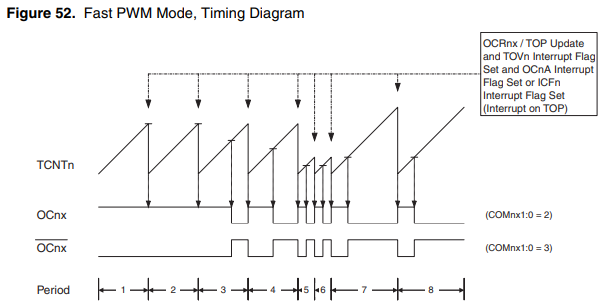 Figure 52. Fast PWM Mode, Timing Diagram
OCRnx / TOP Update
and TOVn Interrupt Flag
Set and OCnA Interrupt
Flag Set or ICFn
Interrupt Flag Set
(Interrupt on TOP)
TCNTn
OCnx (COMnx1:0 = 2)
OCnx (COMnx1:0 = 3)
Period 1 2 3 4 5 6 7 8